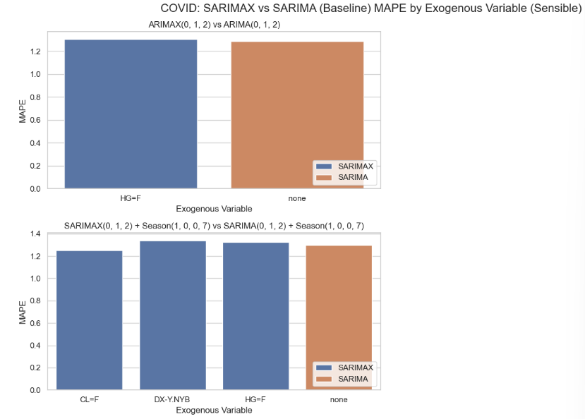 COVID: SARIMAX vs SARIMA (Baseline) MAPE by Exogenous Variable (Sensible)
ARIMAX(0, 1, 2) vs ARIMA(0, 1, 2)
1.2
1.0
0.8
0.6
0.4
0.2
0.0
MAPE
SARIMAX
SARIMA
HG=F none
Exogenous Variable
SARIMAX(0, 1, 2) + Season(1, 0, 0, 7) vs SARIMA(0, 1, 2) + Season(1, 0, 0, 7)
1.4
1.2
1.0
0.8
0.6
0.4
0.2
0.0
MAPE
SARIMAX
SARIMA
CL=F DX-Y.NYB HG=F none
Exogenous Variable